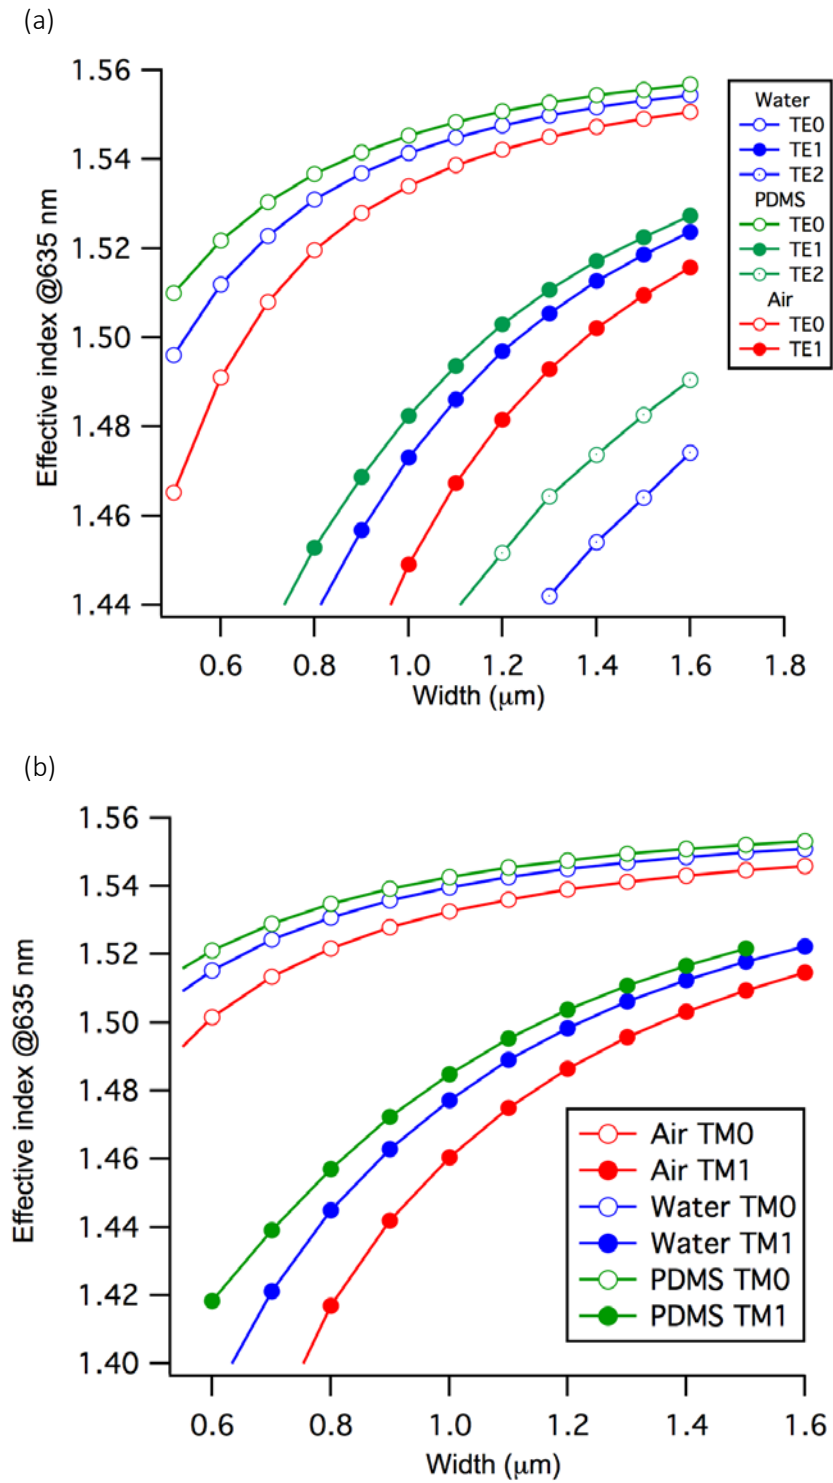 (a)
1.56
1.54
1.52
1.50
1.48
1.46
1.44
Effective index @635 nm
0.6 0.8 1.0 1.2 1.4 1.6 1.8
Width (μm)
Water
TE0
TE1
TE2
PDMS
TE0
TE1
TE2
Air
TE0
TE1
(b)
1.56
1.54
1.52
1.50
1.48
1.46
1.44
1.42
1.40
Effective index @635 nm
0.6 0.8 1.0 1.2 1.4 1.6
Width (μm)
Air TM0
Air TM1
Water TM0
Water TM1
PDMS TM0
PDMS TM1